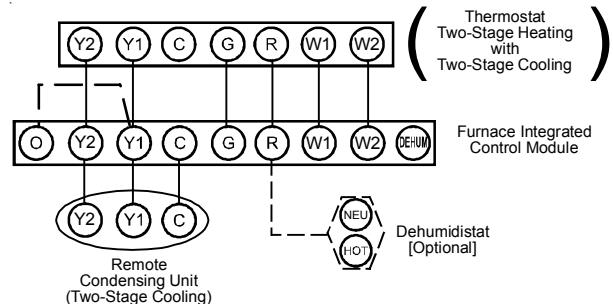 Y2 Y1 C G R W1 W2
Thermostat
Two-Stage Heating
with
Two-Stage Cooling
O Y2 Y1 C G R W1 W2 DEHUM
Furnace Integrated
Control Module
Y2 Y1 C
NEU
HOT
Dehumidistat
[Optional]
Remote
Condensing Unit
(Two-Stage Cooling)